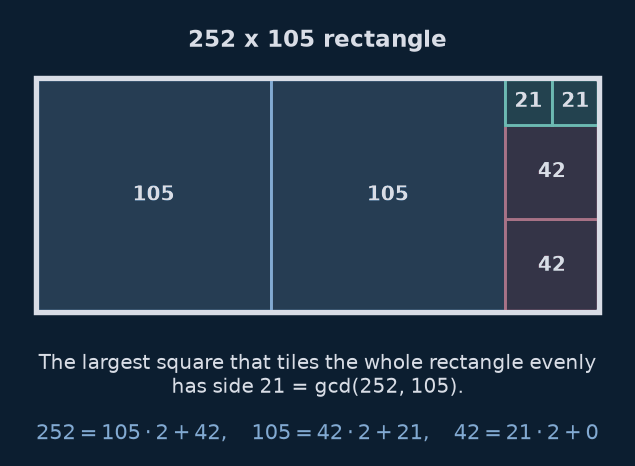 252 x 105 rectangle
21 21
42
105 105
42
The largest square that tiles the whole rectangle evenly
has side 21 = gcd(252, 105).
252 = 105 · 2 + 42, 105 = 42 · 2 + 21, 42 = 21 · 2 + 0